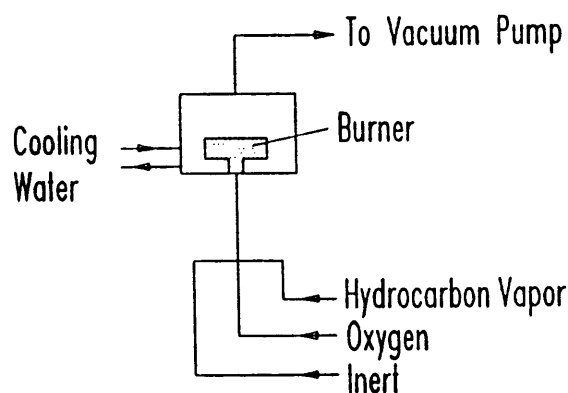 To Vacuum Pump
Cooling
Water
Burner
Hydrocarbon Vapor
Oxygen
Inert